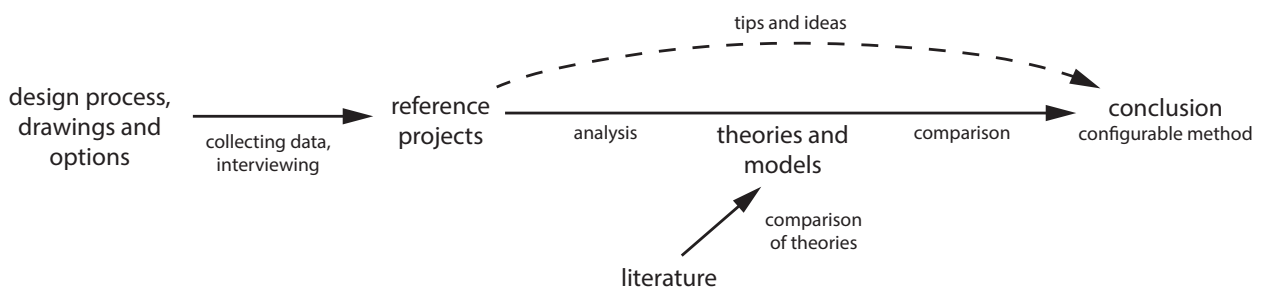 tips and ideas
design process,
drawings and
options
collecting data,
interviewing
reference
projects
analysis
theories and
models
comparison
conclusion
configurable method
comparison
of theories
literature